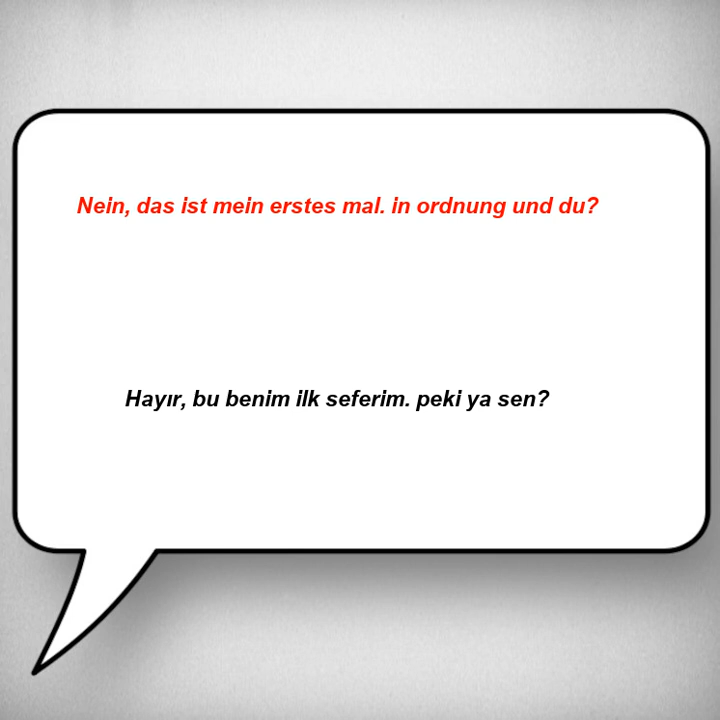 Nein, das ist mein erstes mal. in ordnung und du?
Hayır, bu benim ilk seferim. peki ya sen?